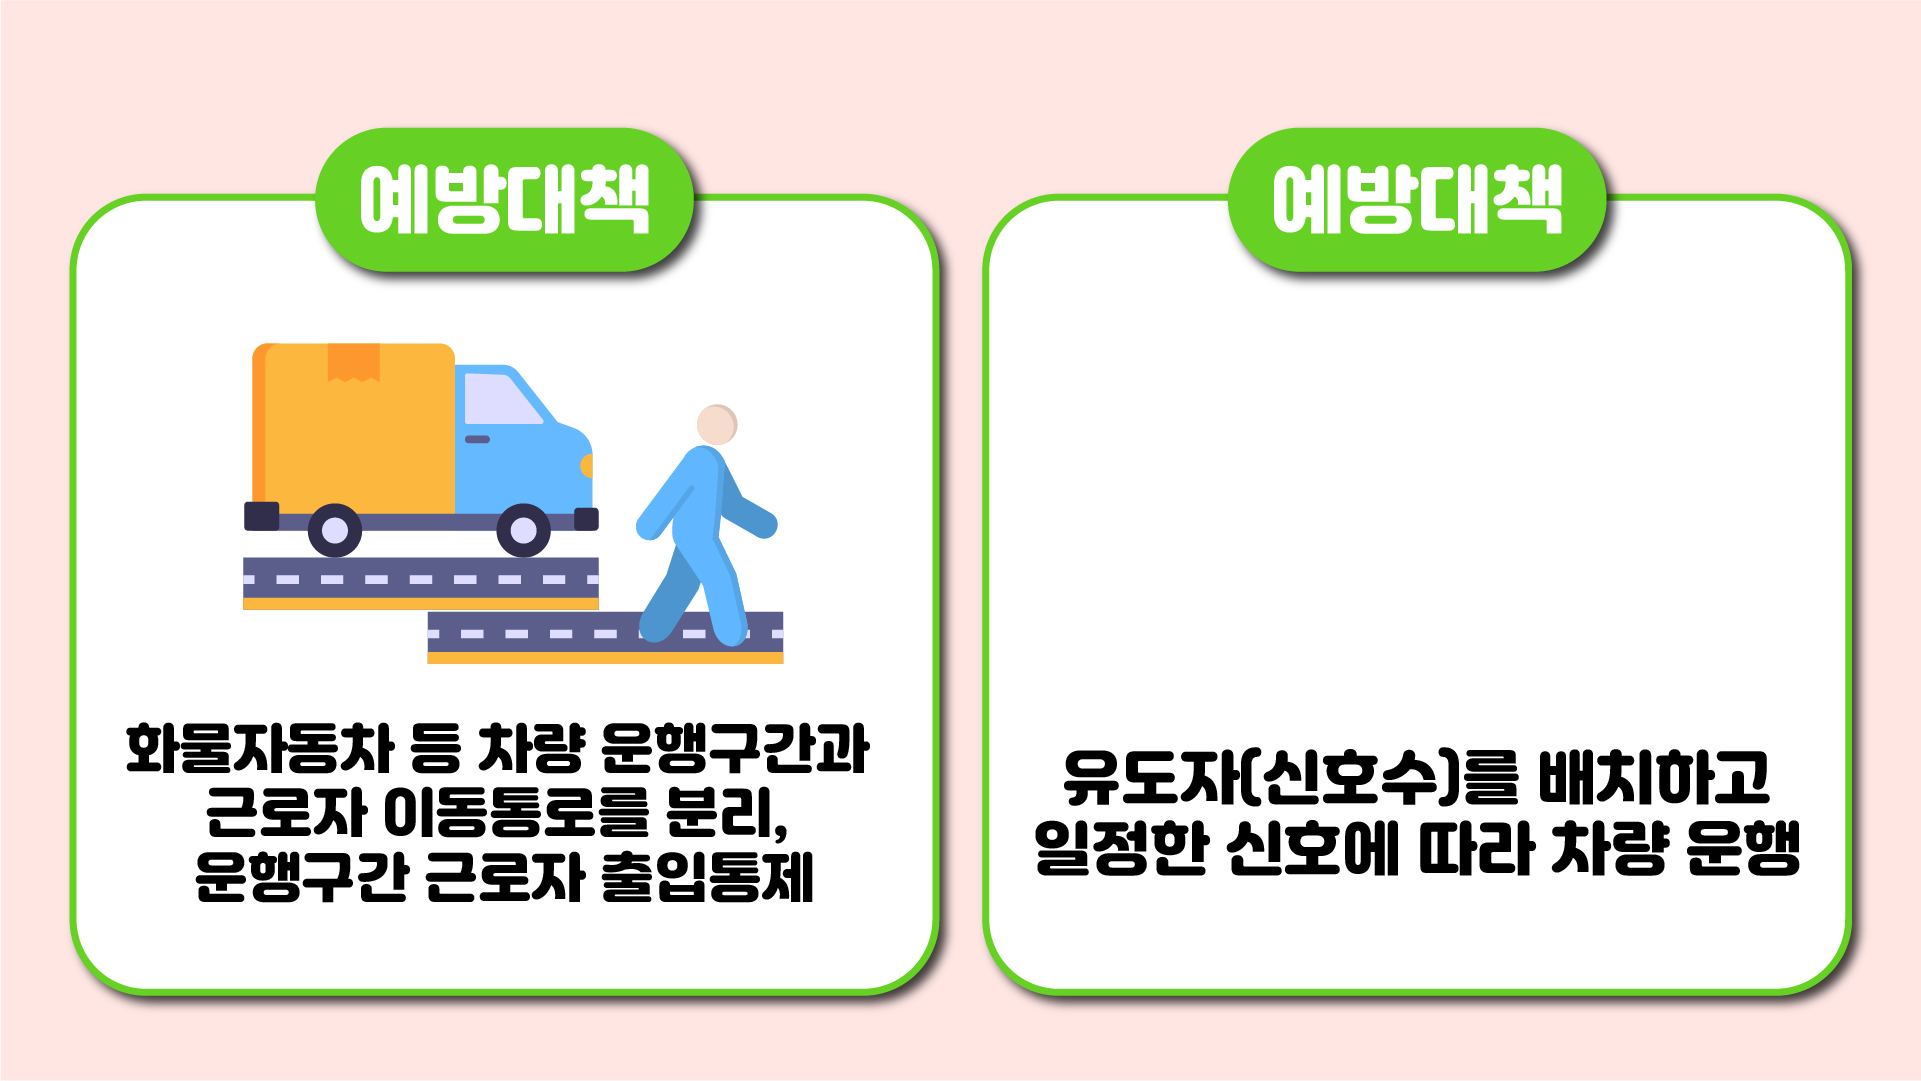 예방대책
화물자동차 등 차량 운행구간과
근로자 이동통로를 분리,
운행구간 근로자 출입통제
예방대책
유도자(신호수)를 배치하고
일정한 신호에 따라 차량 운행